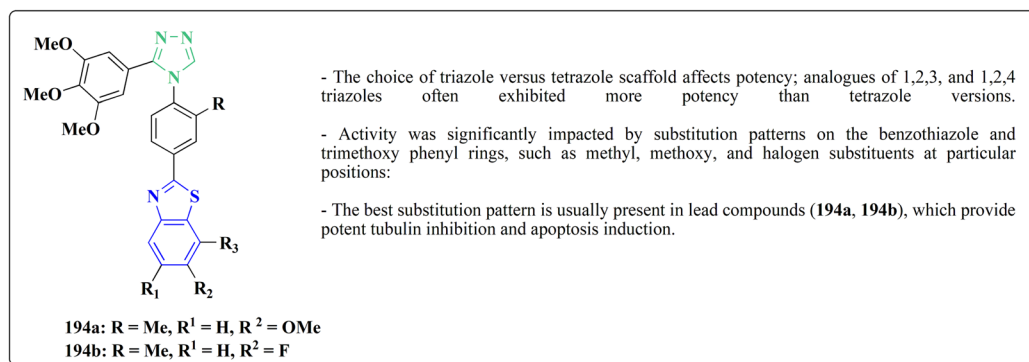 MeO
MeO
OMe
N
N
N
R
N
S
R3
R1
R2
194a: R = Me, R1 = H, R 2 = OMe
194b: R = Me, R1 = H, R2 = F
- The choice of triazole versus tetrazole scaffold affects potency; analogues of 1,2,3, and 1,2,4
triazoles often exhibited more potency than tetrazole versions.
- Activity was significantly impacted by substitution patterns on the benzothiazole and
trimethoxy phenyl rings, such as methyl, methoxy, and halogen substituents at particular
positions:
- The best substitution pattern is usually present in lead compounds (194a, 194b), which provide
potent tubulin inhibition and apoptosis induction.